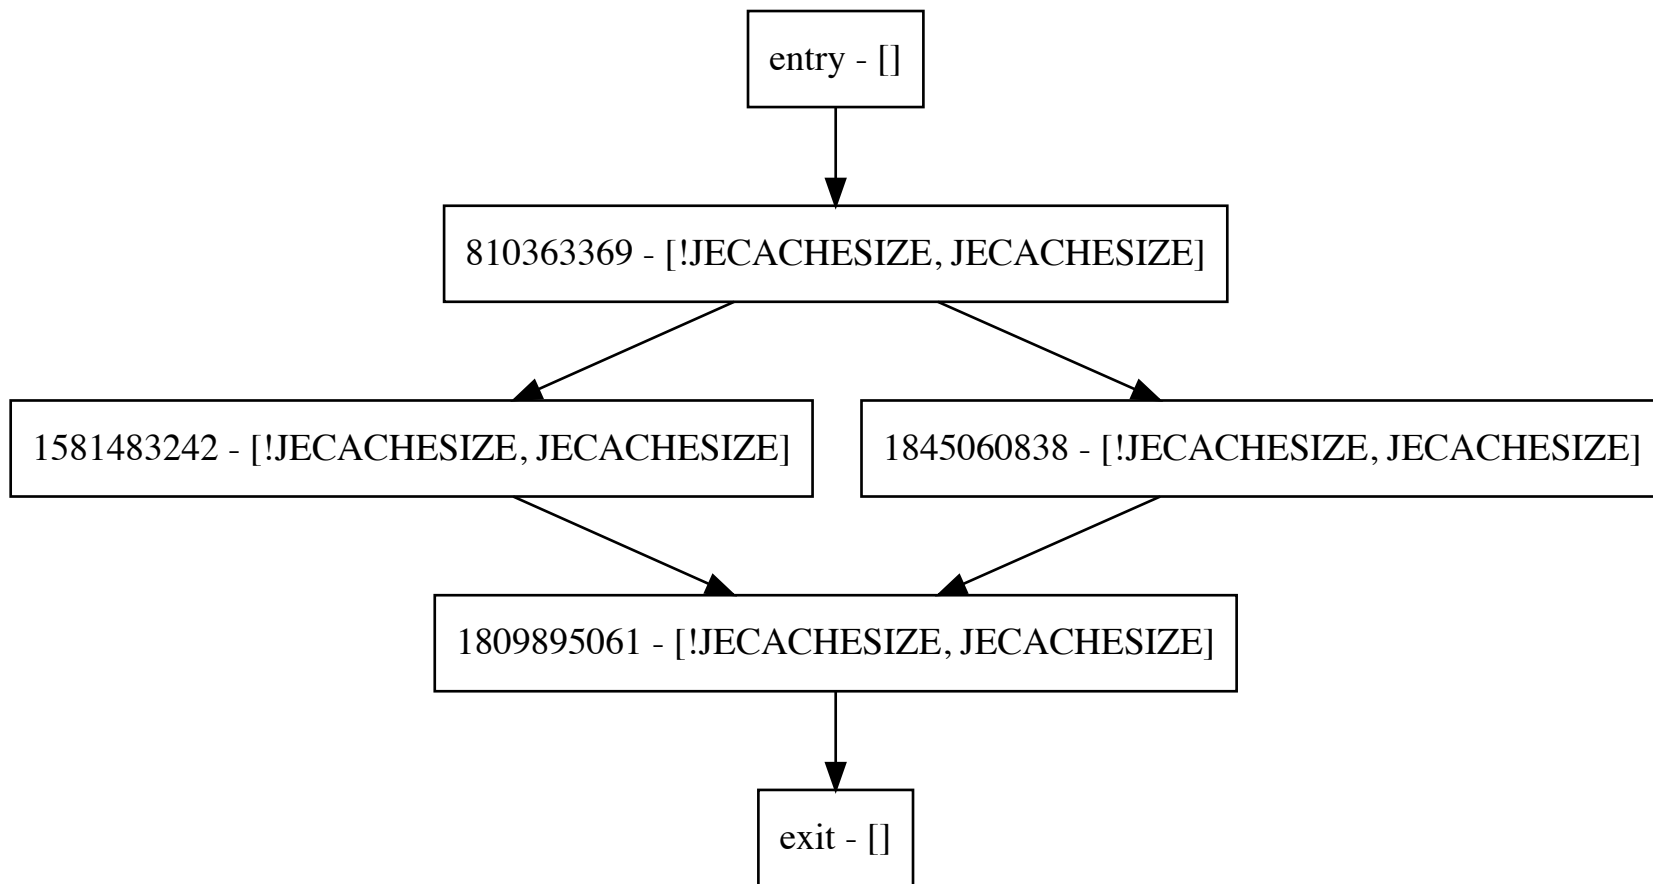 entry - []
810363369 - [!JECACHESIZE, JECACHESIZE]
1581483242 - [!JECACHESIZE, JECACHESIZE]
1845060838 - [!JECACHESIZE, JECACHESIZE]
1809895061 - [!JECACHESIZE, JECACHESIZE]
exit - []